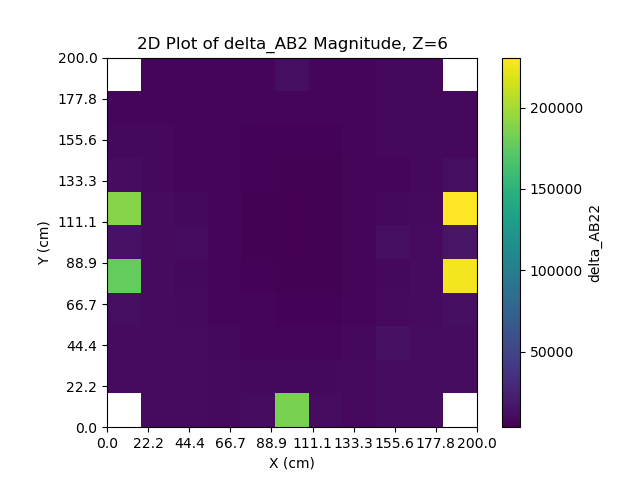 2D Plot of delta_AB2 Magnitude, Z=6
200.0
177.8
155.6
133.3
111.1
88.9
66.7
44.4
22.2
0.0
Y (cm)
0.0 22.2 44.4 66.7 88.9 111.1 133.3 155.6 177.8 200.0
X (cm)
200000
150000
100000
50000
delta_AB22